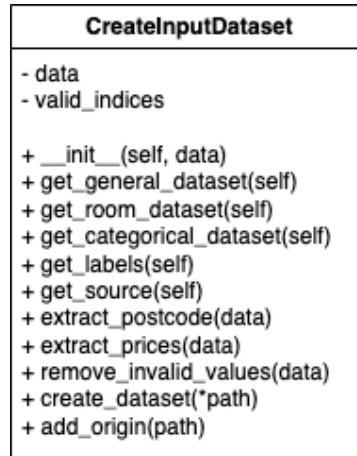 CreateInputDataset
- data
- valid_indices
+ __init__(self, data)
+ get_general_dataset(self)
+ get_room_dataset(self)
+ get_categorical_dataset(self)
+ get_labels(self)
+ get_source(self)
+ extract_postcode(data)
+ extract_prices(data)
+ remove_invalid_values(data)
+ create_dataset(*path)
+ add_origin(path)